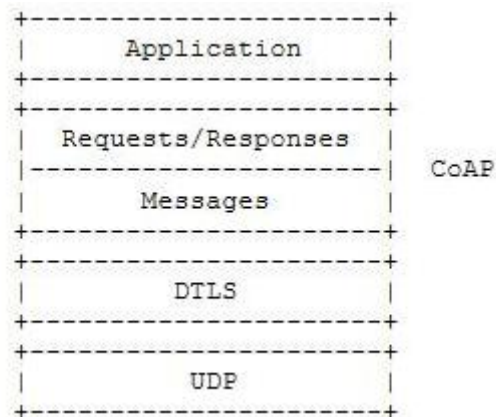 Application
Requests/Responses
CoAP
Messages
DTLS
UDP